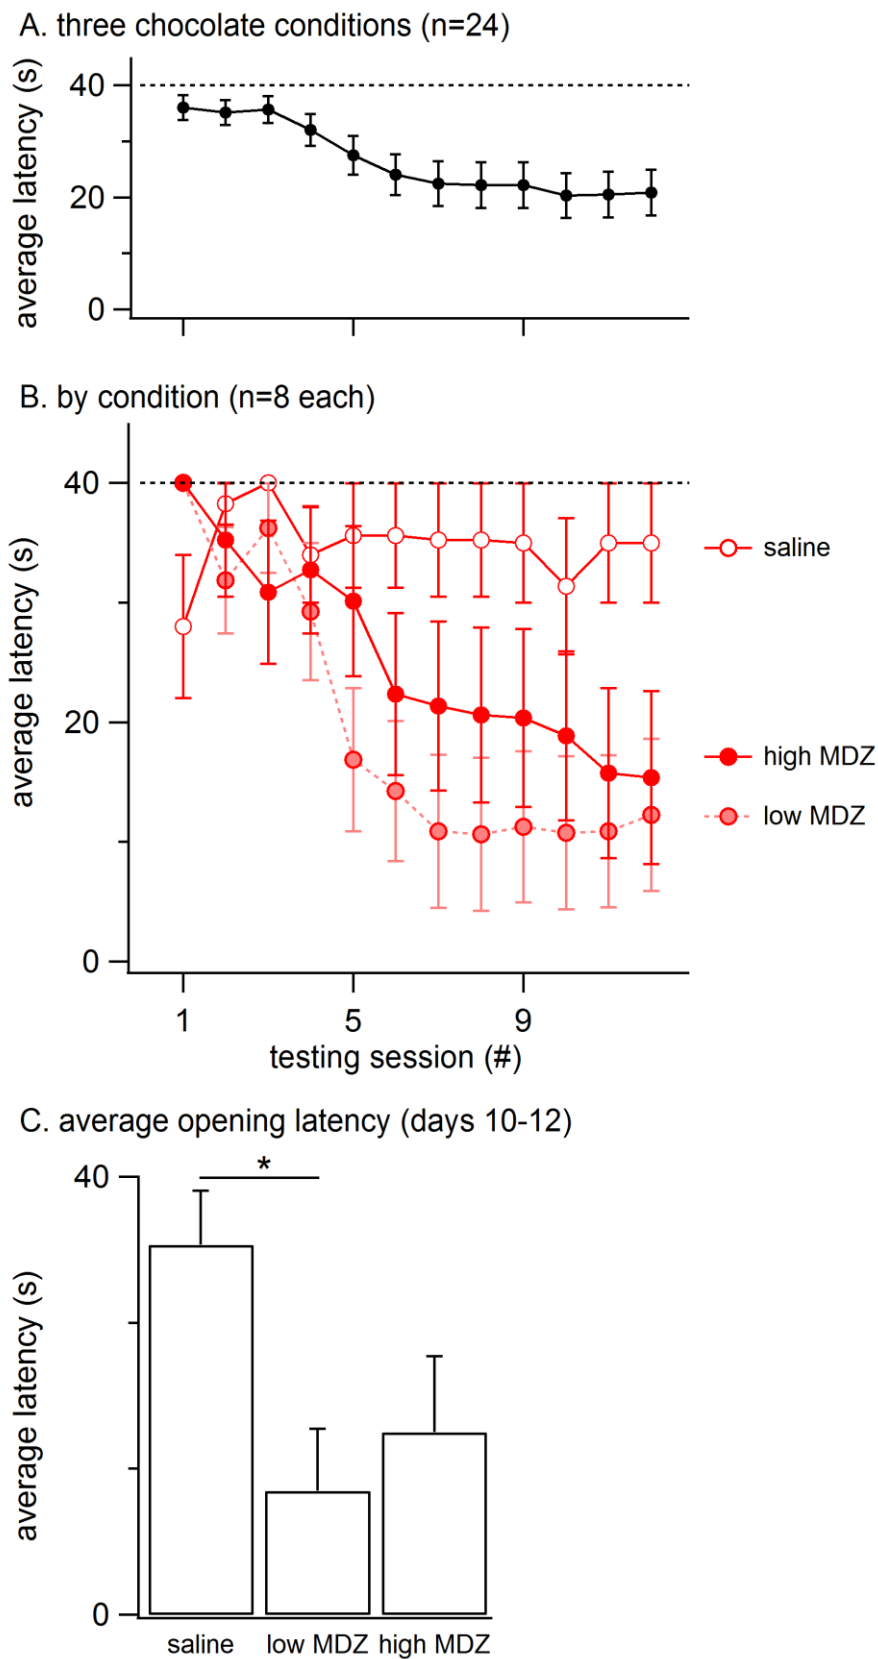 A. three chocolate conditions (n=24)
average latency (s)
40
20
0
B. by condition (n=8 each)
average latency (s)
40
20
0
saline
high MDZ
low MDZ
1 5 9
testing session (#)
C. average opening latency (days 10-12)
average latency (s)
40
0
*
saline low MDZ high MDZ